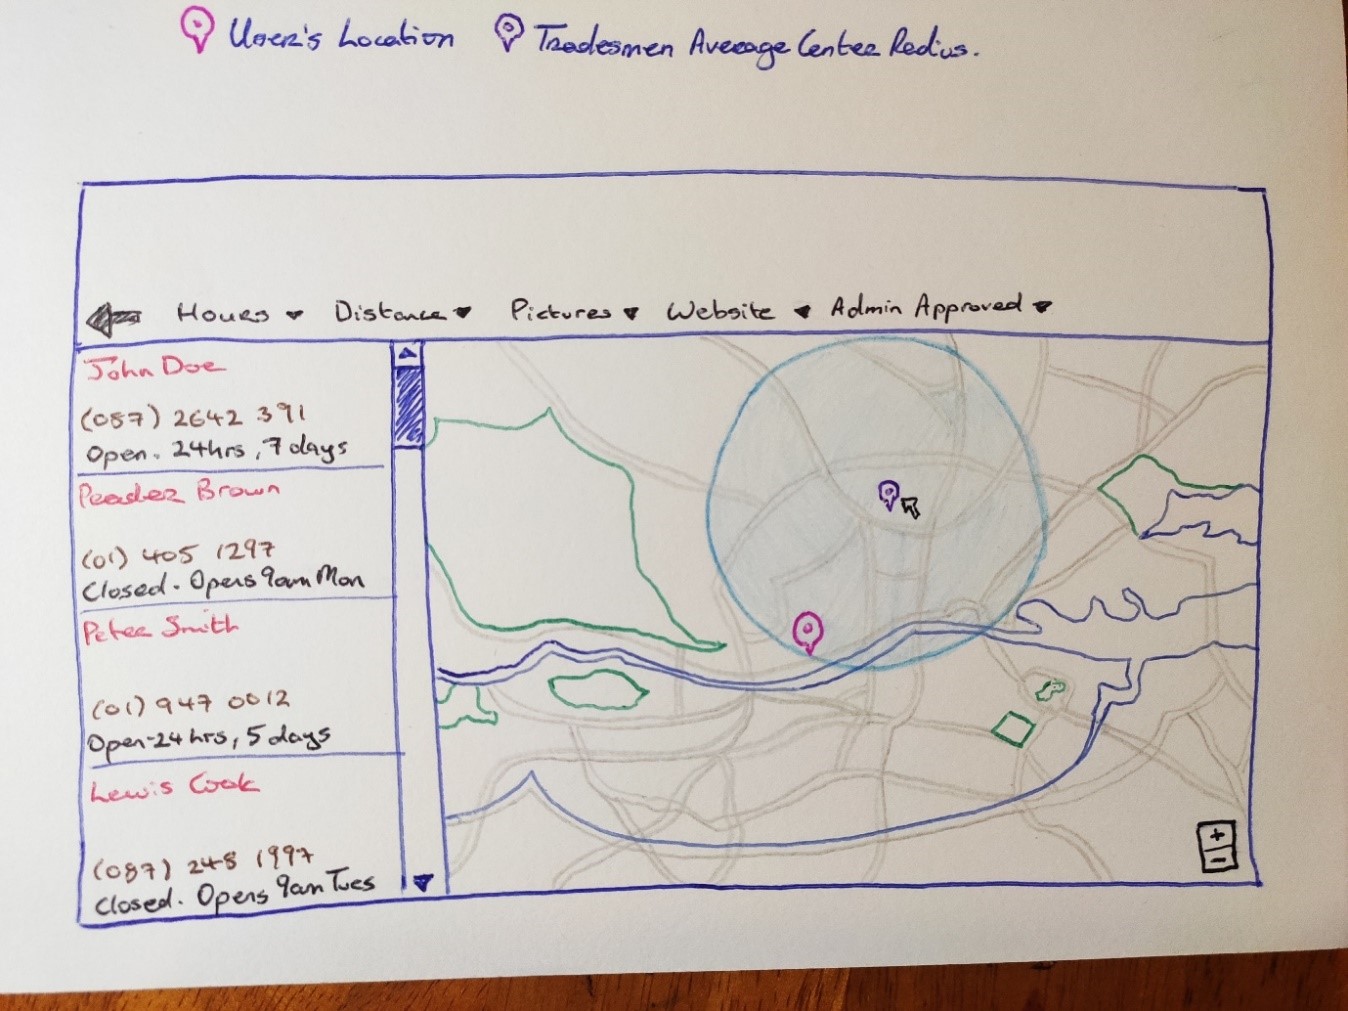 User's Location
Tradesmen Average Center Radius.
Hours Distance Pictures Website Admin Approved
John Doe
(087) 2642 391
Open. 24hrs, 7 days
Peadar Brown
(01) 405 1297
Closed. Opens 9am Mon
Peter Smith
(01) 947 0012
Open-24 hrs, 5 days
Lewis Cook
(087) 248 1997
Closed. Opens 9am Tues
+
-